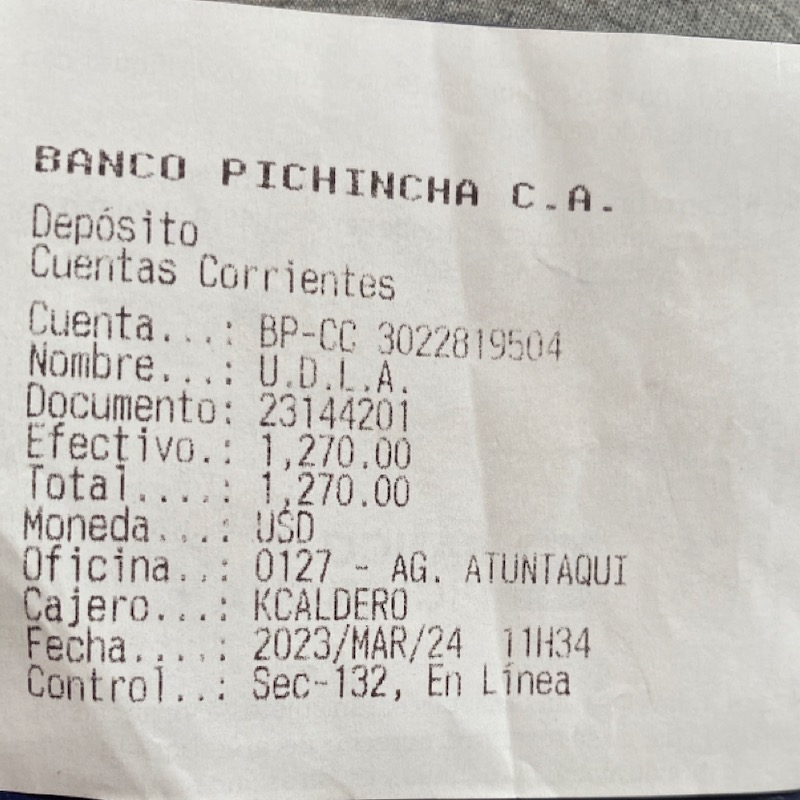 BANCO PICHINCHA C.A.
Depósito
Cuentas Corrientes
Cuenta...: BP-CC 3022819504
Nombre...: U.D.L.A.
Documento: 23144201
Efectivo.: 1,270.00
Total....: 1,270.00
Moneda...: USD
Oficina..: 0127 - AG. ATUNTAQUI
Cajero...: KCALDERO
Fecha....: 2023/MAR/24 11H34
Control..: Sec-132, En Línea